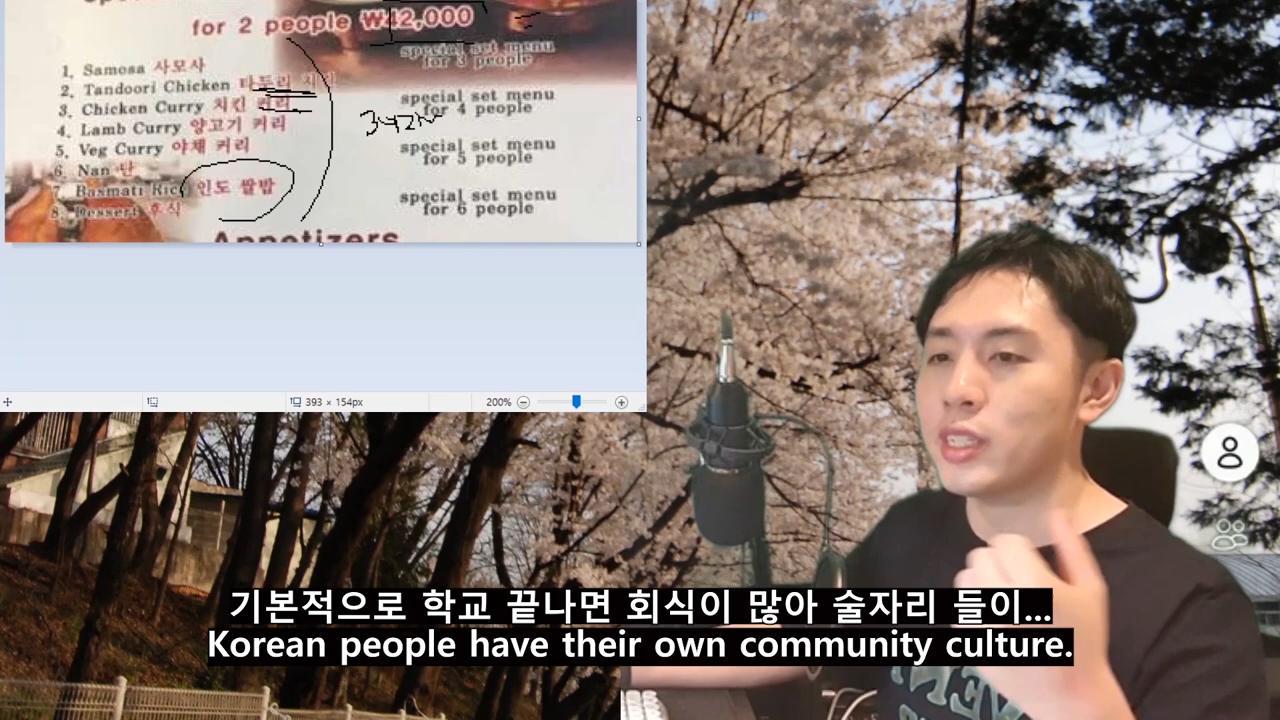 for 2 people ₩42,000
1, Samosa 사모사
2, Tandoori Chicken 타두리 치킨
3, Chicken Curry 치킨 커리
4, Lamb Curry 양고기 커리
5, Veg Curry 야채 커리
6, Nan 난
7, Basmati Rice 인도 쌀밥
8, Dessert 후식
special set menu
for 3 people
special set menu
for 4 people
special set menu
for 5 people
special set menu
for 6 people
Appetizers
393 × 154px
200%
기본적으로 학교 끝나면 회식이 많아 술자리 들이...
Korean people have their own community culture.